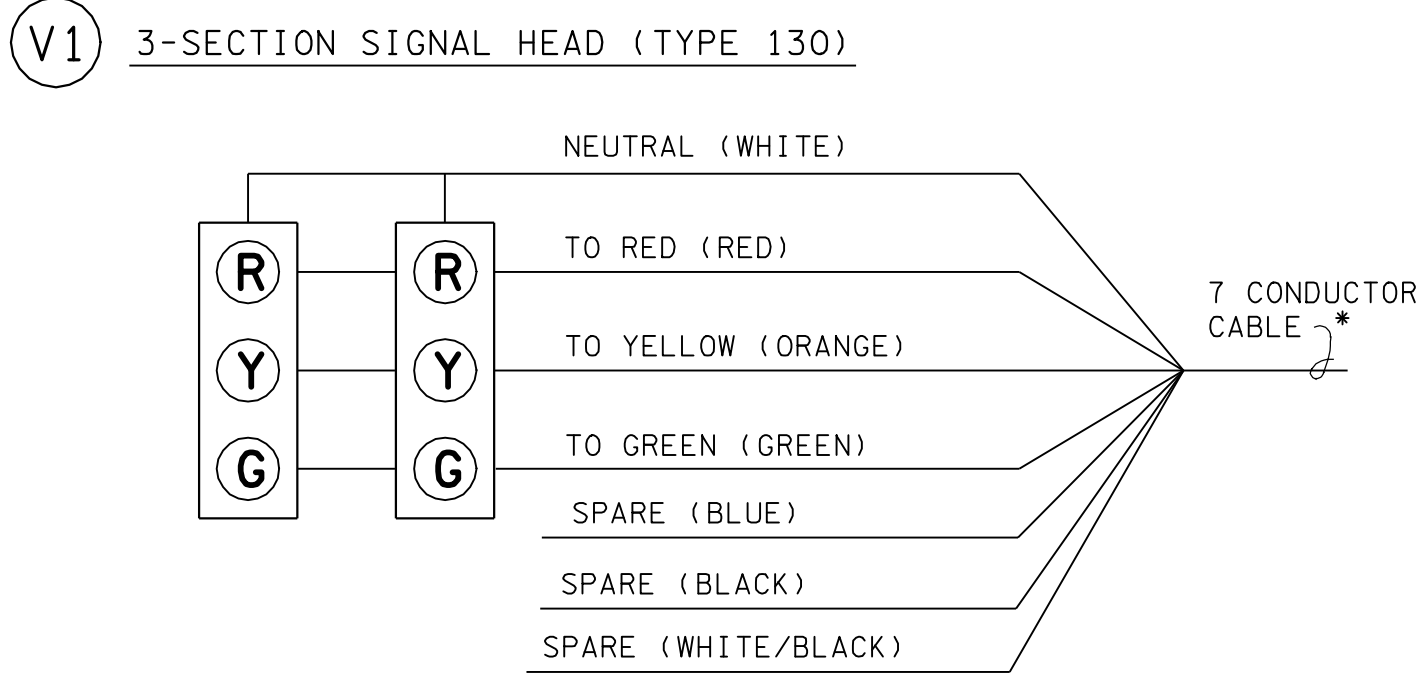 V1 3-SECTION SIGNAL HEAD (TYPE 130)
NEUTRAL (WHITE)
R R TO RED (RED)
7 CONDUCTOR
CABLE *
Y Y TO YELLOW (ORANGE)
G G TO GREEN (GREEN)
SPARE (BLUE)
SPARE (BLACK)
SPARE (WHITE/BLACK)